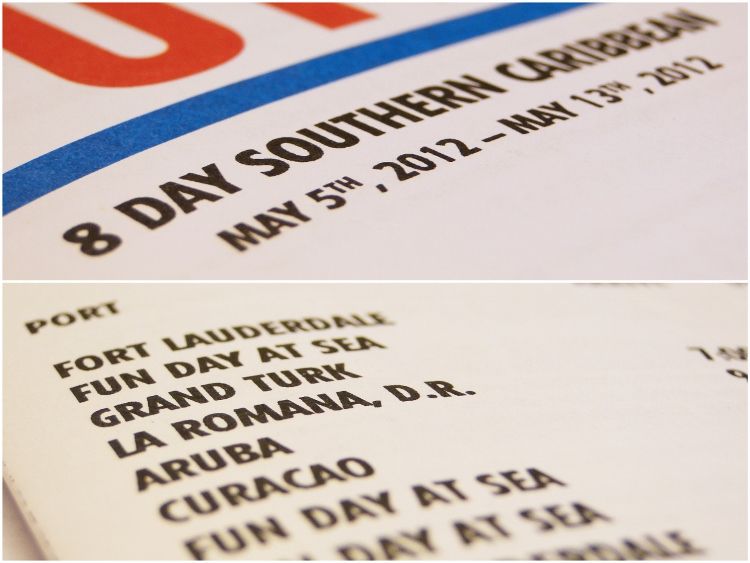 8 DAY SOUTHERN CARIBBEAN
MAY 5TH, 2012 – MAY 13TH, 2012
PORT
FORT LAUDERDALE
FUN DAY AT SEA
GRAND TURK
LA ROMANA, D.R.
ARUBA
CURACAO
FUN DAY AT SEA
DAY AT SEA